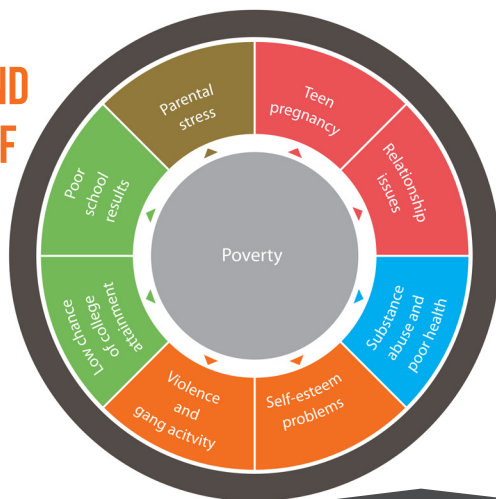 ND
F
Parental
stress
Teen
pregnancy
Relationship
issues
Substance
abuse and
poor health
Self-esteem
problems
Violence
and
gang acitvity
Low chance
of college
attainment
Poor
school
results
Poverty